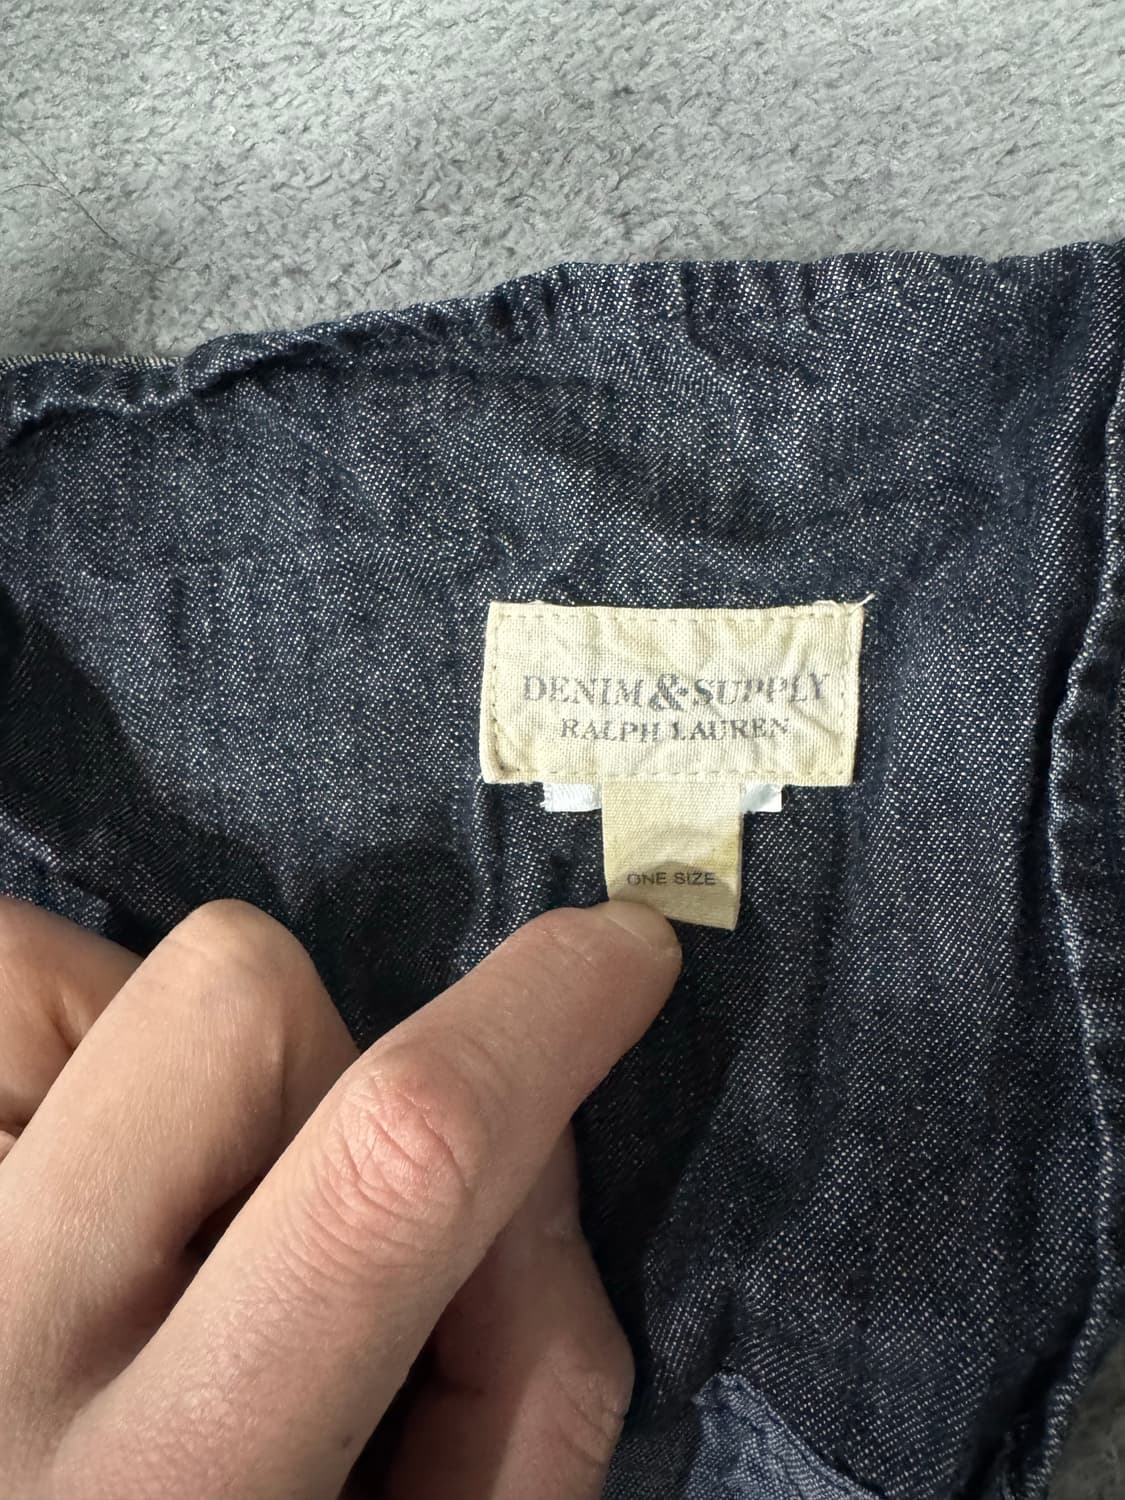 DENIM & SUPPLY
RALPH LAUREN
ONE SIZE